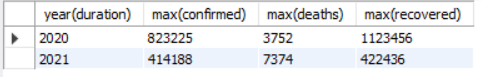 year(duration) max(confirmed) max(deaths) max(recovered)
2020 823225 3752 1123456
2021 414188 7374 422436